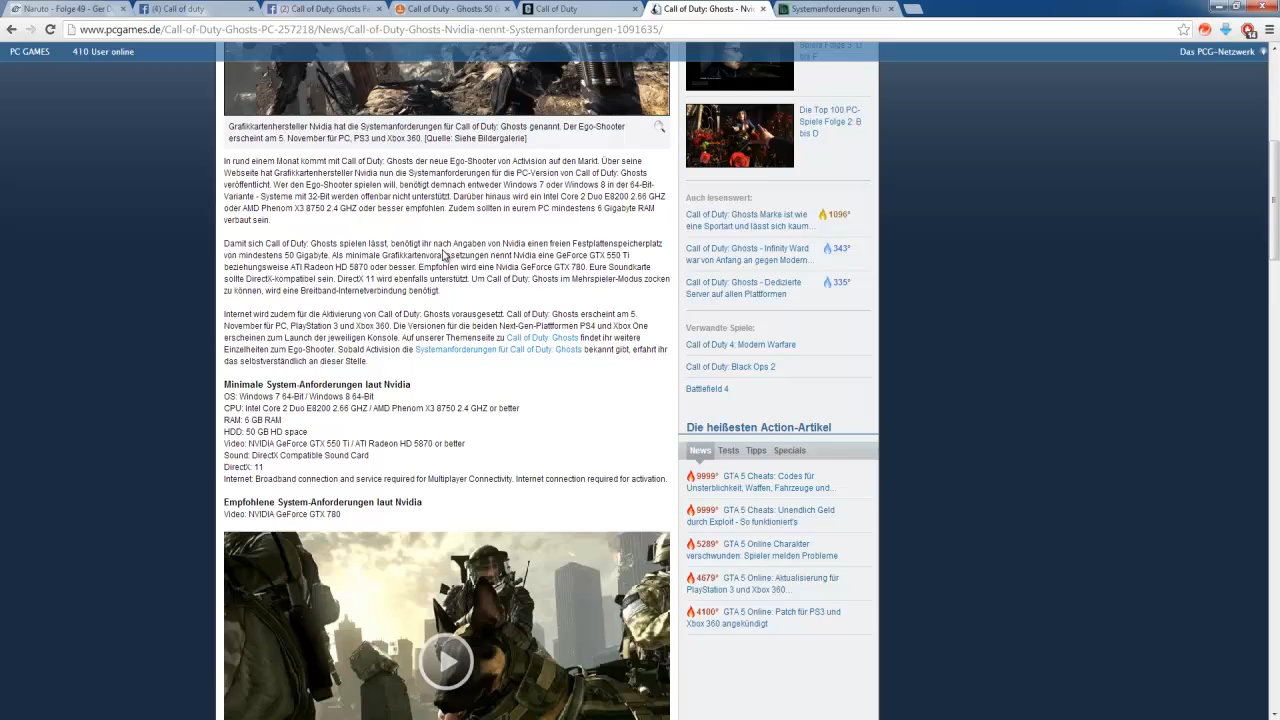 Naruto - Folge 49 - Ger D
(4) Call of duty
(2) Call of Duty: Ghosts Fa
Call of Duty - Ghosts: 50 G
Call of Duty
Call of Duty: Ghosts - Nvi
Systemanforderungen für
www.pcgames.de/Call-of-Duty-Ghosts-PC-257218/News/Call-of-Duty-Ghosts-Nvidia-nennt-Systemanforderungen-1091635/
PC GAMES 410 User online
Das PCG-Netzwerk
Spiele Folge 3: D
bis F
Die Top 100 PC-
Spiele Folge 2: B
bis D
Grafikkartenhersteller Nvidia hat die Systemanforderungen für Call of Duty: Ghosts genannt. Der Ego-Shooter
erscheint am 5. November für PC, PS3 und Xbox 360. [Quelle: Siehe Bildergalerie]
In rund einem Monat kommt mit Call of Duty: Ghosts der neue Ego-Shooter von Activision auf den Markt. Über seine
Webseite hat Grafikkartenhersteller Nvidia nun die Systemanforderungen für die PC-Version von Call of Duty: Ghosts
veröffentlicht. Wer den Ego-Shooter spielen will, benötigt demnach entweder Windows 7 oder Windows 8 in der 64-Bit-
Variante - Systeme mit 32-Bit werden offenbar nicht unterstützt. Darüber hinaus wird ein Intel Core 2 Duo E8200 2.66 GHZ
oder AMD Phenom X3 8750 2.4 GHZ oder besser empfohlen. Zudem sollten in eurem PC mindestens 6 Gigabyte RAM
verbaut sein.
Damit sich Call of Duty: Ghosts spielen lässt, benötigt ihr nach Angaben von Nvidia einen freien Festplattenspeicherplatz
von mindestens 50 Gigabyte. Als minimale Grafikkartenvoraussetzungen nennt Nvidia eine GeForce GTX 550 Ti
beziehungsweise ATI Radeon HD 5870 oder besser. Empfohlen wird eine Nvidia GeForce GTX 780. Eure Soundkarte
sollte DirectX-kompatible sein. DirectX 11 wird ebenfalls unterstützt. Um Call of Duty: Ghosts im Mehrspieler-Modus zocken
zu können, wird eine Breitband-Internetverbindung benötigt.
Internet wird zudem für die Aktivierung von Call of Duty: Ghosts vorausgesetzt. Call of Duty: Ghosts erscheint am 5.
November für PC, PlayStation 3 und Xbox 360. Die Versionen für die beiden Next-Gen-Plattformen PS4 und Xbox One
erscheinen zum Launch der jeweiligen Konsole. Auf unserer Themenseite zu Call of Duty: Ghosts findet ihr weitere
Einzelheiten zum Ego-Shooter. Sobald Activision die Systemanforderungen für Call of Duty: Ghosts bekannt gibt, erfahrt ihr
das selbstverständlich an dieser Stelle.
Minimale System-Anforderungen laut Nvidia
OS: Windows 7 64-Bit / Windows 8 64-Bit
CPU: Intel Core 2 Duo E8200 2.66 GHZ / AMD Phenom X3 8750 2.4 GHZ or better
RAM: 6 GB RAM
HDD: 50 GB HD space
Video: NVIDIA GeForce GTX 550 Ti / ATI Radeon HD 5870 or better
Sound: DirectX Compatible Sound Card
DirectX: 11
Internet: Broadband connection and service required for Multiplayer Connectivity. Internet connection required for activation.
Empfohlene System-Anforderungen laut Nvidia
Video: NVIDIA GeForce GTX 780
Auch lesenswert:
Call of Duty: Ghosts Marke ist wie 1096°
eine Sportart und lässt sich kaum...
Call of Duty: Ghosts - Infinity Ward 343°
war von Anfang an gegen Modern...
Call of Duty: Ghosts - Dedizierte 335°
Server auf allen Plattformen
Verwandte Spiele:
Call of Duty 4: Modern Warfare
Call of Duty: Black Ops 2
Battlefield 4
Die heißesten Action-Artikel
News Tests Tipps Specials
9999° GTA 5 Cheats: Codes für
Unsterblichkeit, Waffen, Fahrzeuge und...
9999° GTA 5 Cheats: Unendlich Geld
durch Exploit - So funktioniert's
5289° GTA 5 Online Charakter
verschwunden: Spieler melden Probleme
4679° GTA 5 Online: Aktualisierung für
PlayStation 3 und Xbox 360...
4100° GTA 5 Online: Patch für PS3 und
Xbox 360 angekündigt